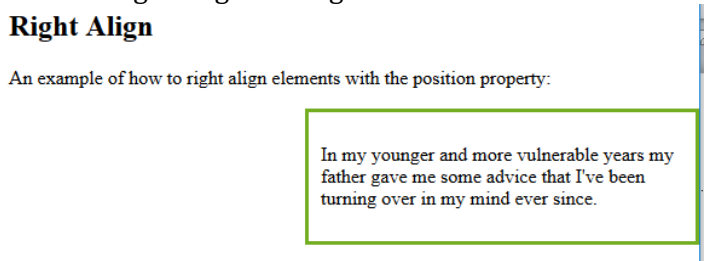 Right Align
An example of how to right align elements with the position property:
In my younger and more vulnerable years my
father gave me some advice that I've been
turning over in my mind ever since.